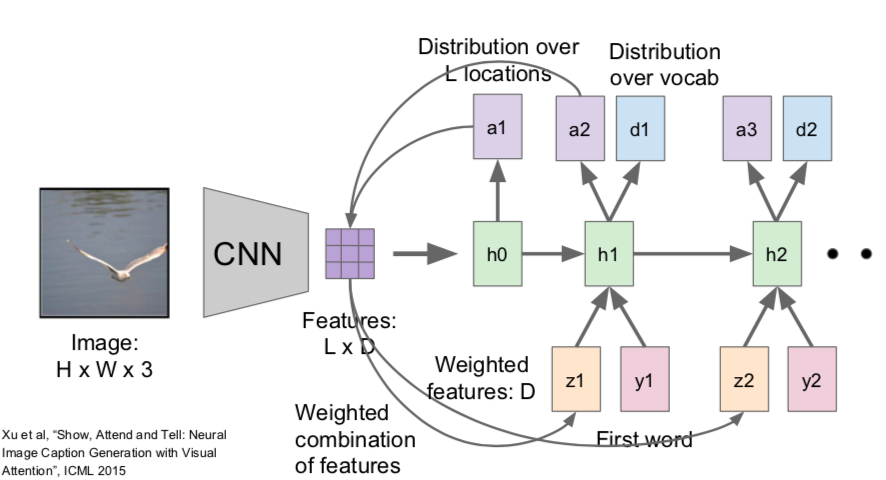 Distribution over
L locations
Distribution
over vocab
a1
a2
d1
a3
d2
CNN
h0
h1
h2
Image:
H x W x 3
Features:
L x D
Weighted
features: D
z1
y1
z2
y2
Weighted
combination
of features
First word
Xu et al, “Show, Attend and Tell: Neural
Image Caption Generation with Visual
Attention”, ICML 2015